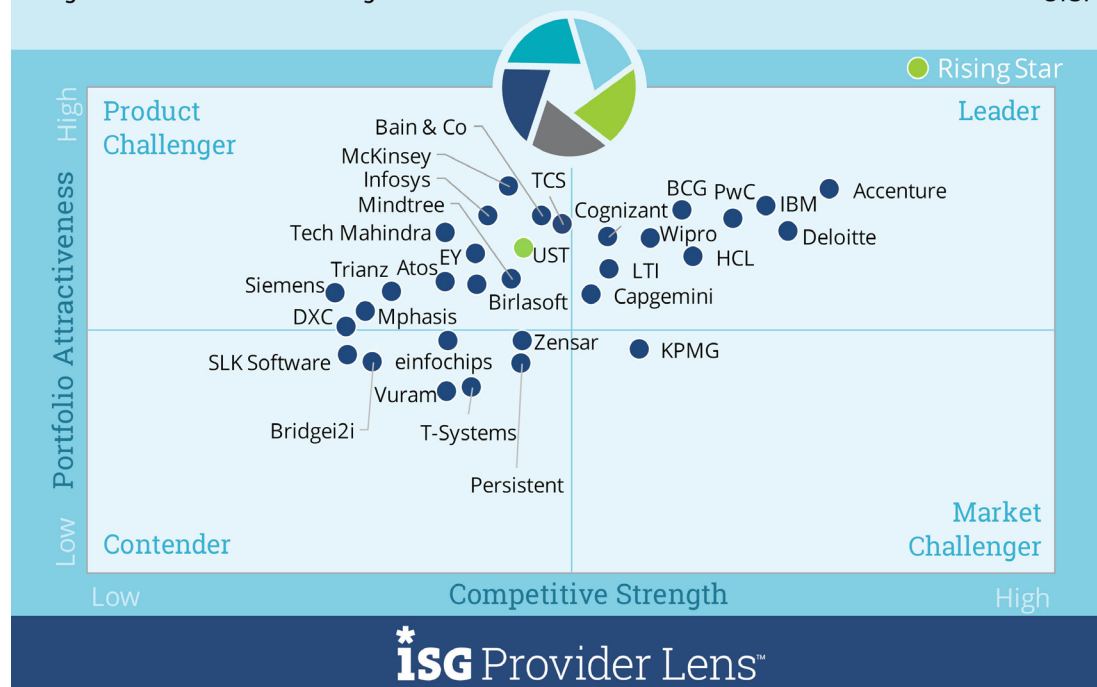 Rising Star
High
Product
Challenger
Leader
Bain & Co
McKinsey
Infosys
TCS
Mindtree
BCG
PwC
IBM
Accenture
Cognizant
Tech Mahindra
Wipro
Deloitte
EY
UST
HCL
Trianz
Atos
LTI
Siemens
Birlasoft
Capgemini
DXC
Mphasis
Zensar
KPMG
SLK Software
einfochips
Vuram
Bridgei2i
T-Systems
Persistent
Portfolio Attractiveness
Low
Contender
Market
Challenger
Low
Competitive Strength
High
*ISG Provider Lens™